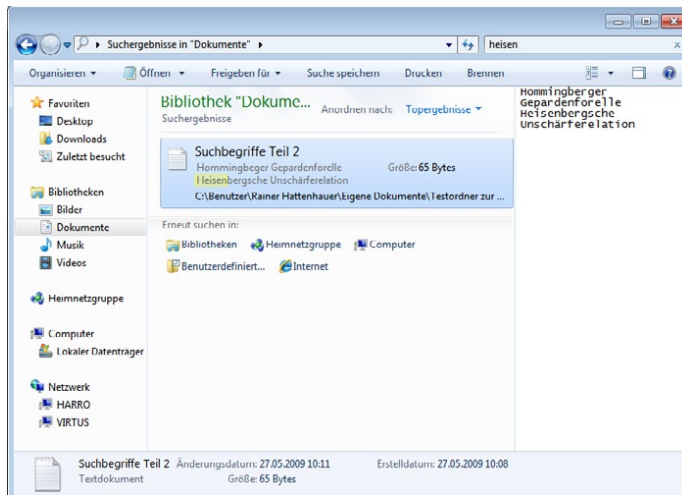 Suchergebnisse in "Dokumente"
heisen
Organisieren
Öffnen
Freigeben für
Suche speichern
Drucken
Brennen
Favoriten
Desktop
Downloads
Zuletzt besucht
Bibliotheken
Bilder
Dokumente
Musik
Videos
Heimnetzgruppe
Computer
Lokaler Datenträger
Netzwerk
HARRO
VIRTUS
Bibliothek "Dokume...
Suchergebnisse
Anordnen nach: Topergebnisse
Suchbegriffe Teil 2
Hommingbeger Gepardenforelle
Größe: 65 Bytes
Heisenbergsche Unschärferelation
C:\Benutzer\Rainer Hattenhauer\Eigene Dokumente\Testordner zur ...
Erneut suchen in:
Bibliotheken Heimnetzgruppe Computer
Benutzerdefiniert... Internet
Hommingberger
Gepardenforelle
Heisenbergsche
Unschärferelation
Suchbegriffe Teil 2 Änderungsdatum: 27.05.2009 10:11 Erstelldatum: 27.05.2009 10:08
Textdokument Größe: 65 Bytes